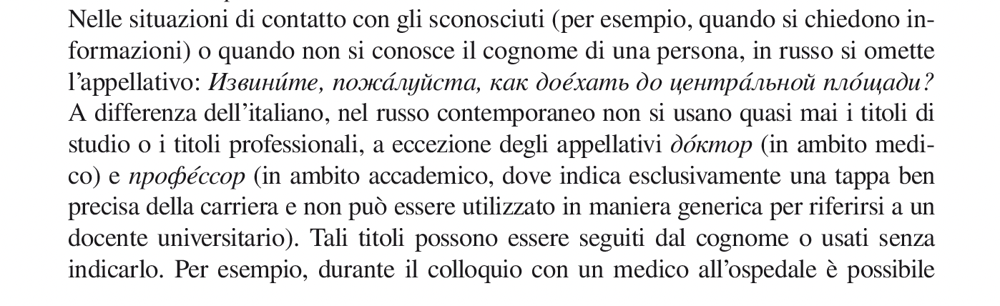 Nelle situazioni di contatto con gli sconosciuti (per esempio, quando si chiedono in-
formazioni) o quando non si conosce il cognome di una persona, in russo si omette
l’appellativo: Извини́те, пожа́луйста, как дое́хать до центра́льной пло́щади?
A differenza dell’italiano, nel russo contemporaneo non si usano quasi mai i titoli di
studio o i titoli professionali, a eccezione degli appellativi до́ктор (in ambito medi-
co) e профе́ссор (in ambito accademico, dove indica esclusivamente una tappa ben
precisa della carriera e non può essere utilizzato in maniera generica per riferirsi a un
docente universitario). Tali titoli possono essere seguiti dal cognome o usati senza
indicarlo. Per esempio, durante il colloquio con un medico all’ospedale è possibile